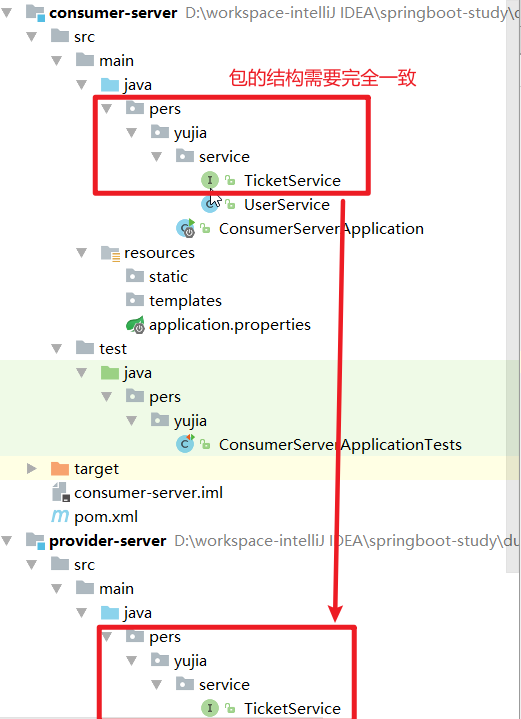 consumer-server D:\workspace-intelliJ IDEA\springboot-study\d
src
main
包的结构需要完全一致
java
pers
yujia
service
TicketService
UserService
ConsumerServerApplication
resources
static
templates
application.properties
test
java
pers
yujia
ConsumerServerApplicationTests
target
consumer-server.iml
pom.xml
provider-server D:\workspace-intelliJ IDEA\springboot-study\du
src
main
java
pers
yujia
service
TicketService